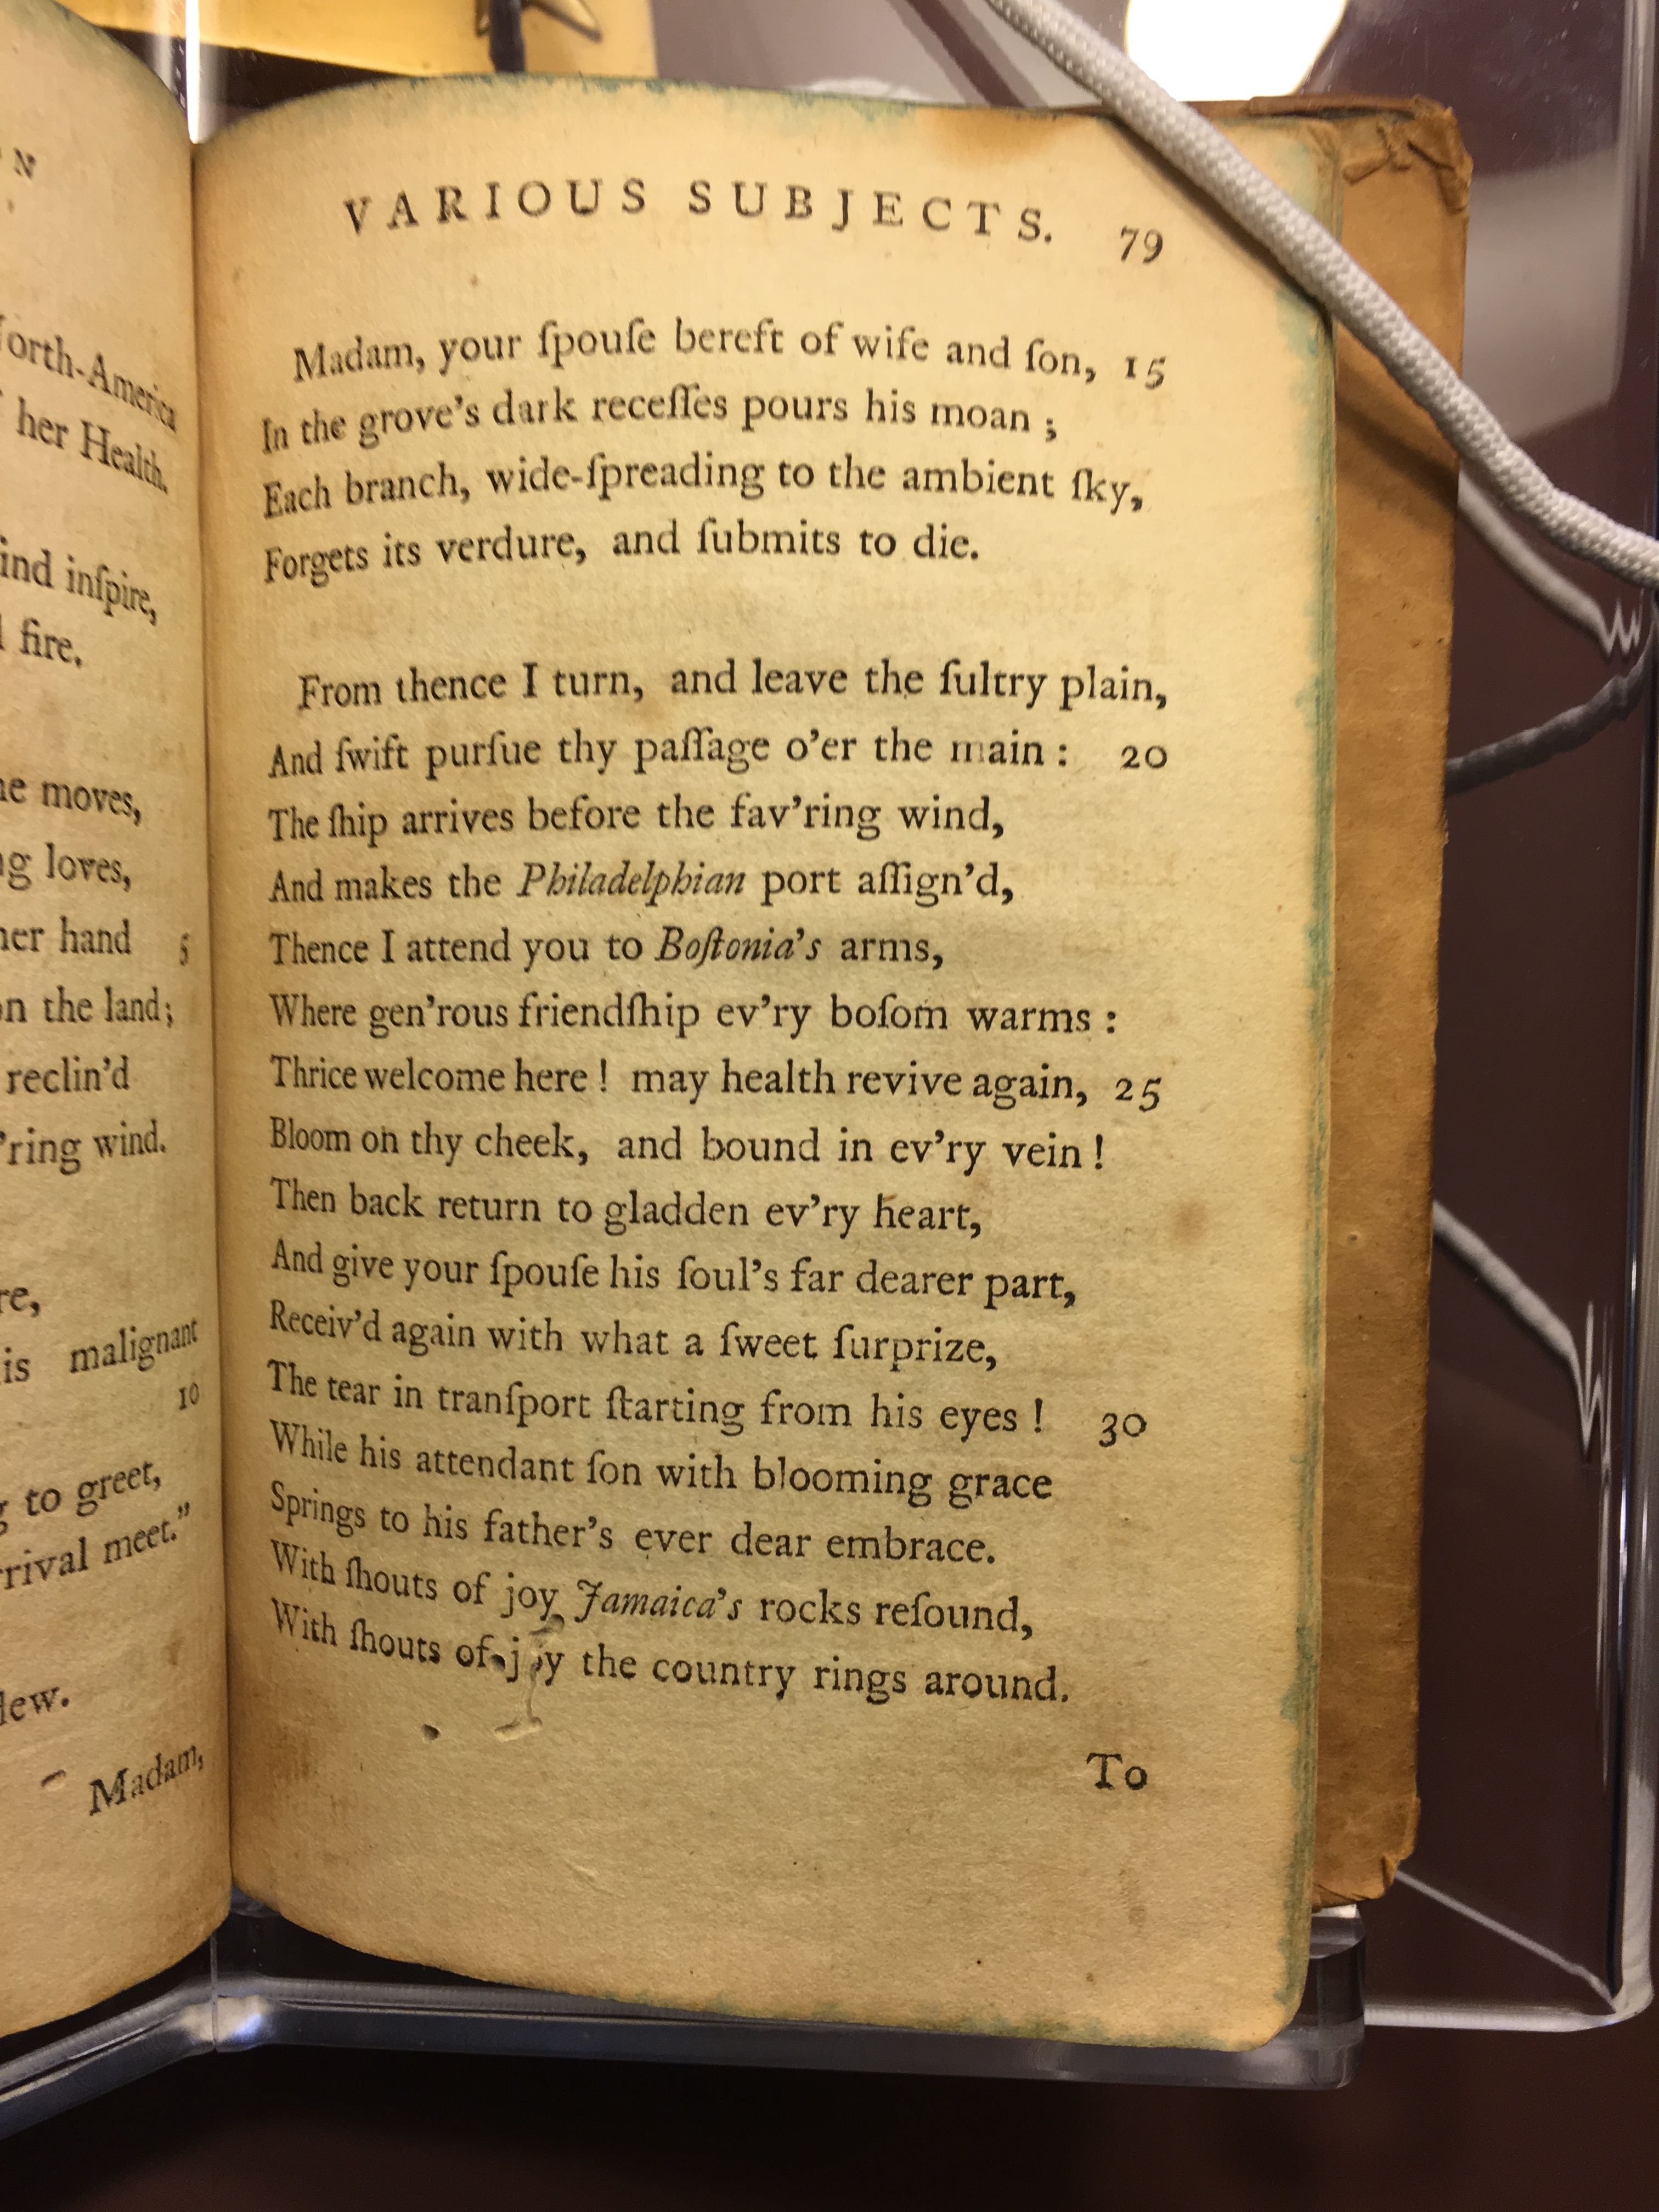 N
North-America
her Health.
inspire,
fire,
moves,
loves,
hand 5
the land;
reclin'd
wind.
is malignant
10
to greet,
meet."
Madam,
VARIOUS SUBJECTS. 79
Madam, your ſpouſe bereft of wife and ſon, 15
In the grove's dark receſſes pours his moan ;
Each branch, wide-ſpreading to the ambient ſky,
Forgets its verdure, and ſubmits to die.
From thence I turn, and leave the ſultry plain,
And ſwift purſue thy paſſage o'er the main : 20
The ſhip arrives before the fav'ring wind,
And makes the Philadelphian port aſſign'd,
Thence I attend you to Boſtonia's arms,
Where gen'rous friendſhip ev'ry boſom warms :
Thrice welcome here ! may health revive again, 25
Bloom on thy cheek, and bound in ev'ry vein !
Then back return to gladden ev'ry heart,
And give your ſpouſe his ſoul's far dearer part,
Receiv'd again with what a ſweet ſurprize,
The tear in tranſport ſtarting from his eyes ! 30
While his attendant ſon with blooming grace
Springs to his father's ever dear embrace.
With ſhouts of joy Jamaica's rocks reſound,
With ſhouts of joy the country rings around.
To